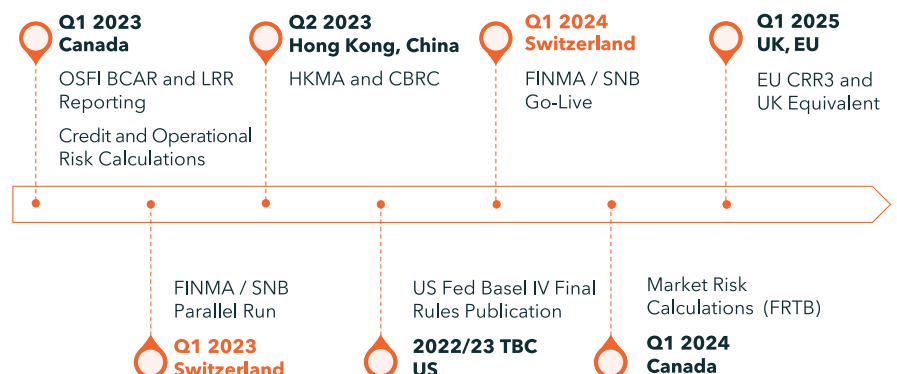 Q1 2023
Canada
OSFI BCAR and LRR
Reporting
Credit and Operational
Risk Calculations
Q2 2023
Hong Kong, China
HKMA and CBRC
Q1 2024
Switzerland
FINMA / SNB
Go-Live
Q1 2025
UK, EU
EU CRR3 and
UK Equivalent
FINMA / SNB
Parallel Run
Q1 2023
Switzerland
US Fed Basel IV Final
Rules Publication
2022/23 TBC
US
Market Risk
Calculations (FRTB)
Q1 2024
Canada